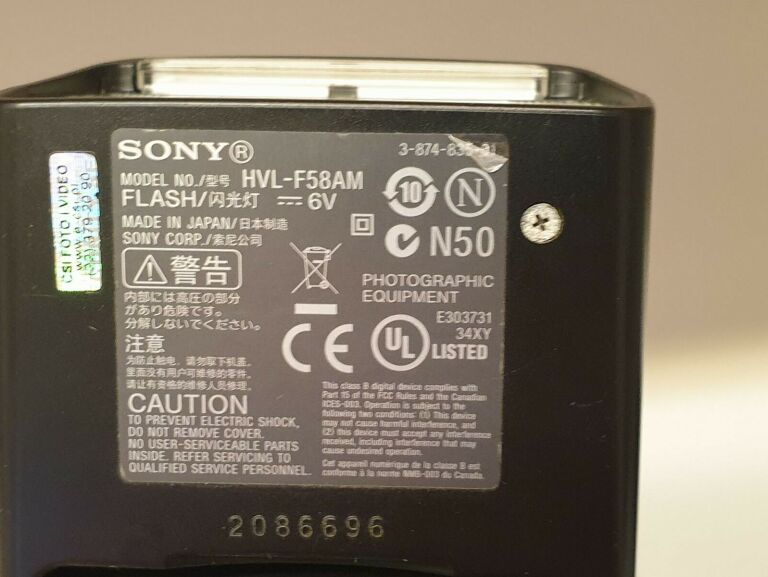 SONY®
3-874-835-31
MODEL NO./型号 HVL-F58AM
FLASH/闪光灯 ⎓ 6V
MADE IN JAPAN/日本制造
SONY CORP./索尼公司
10
N
N50
警告
内部には高圧の部分
があり危険です。
分解しないでください。
注意
为防止触电，请勿取下机盖。
里面没有用户可维修的零件。
请让有资格的维修人员修理。
CAUTION
TO PREVENT ELECTRIC SHOCK,
DO NOT REMOVE COVER.
NO USER-SERVICEABLE PARTS
INSIDE. REFER SERVICING TO
QUALIFIED SERVICE PERSONNEL.
PHOTOGRAPHIC
EQUIPMENT
E303731
34XY
CE
UL LISTED
This class B digital device complies with
Part 15 of the FCC Rules and the Canadian
ICES-003. Operation is subject to the
following two conditions: (1) This device
may not cause harmful interference, and
(2) this device must accept any interference
received, including interference that may
cause undesired operation.
Cet appareil numérique de la classe B est
conforme à la norme NMB-003 du Canada.
2086696
CSI FOTO I VIDEO